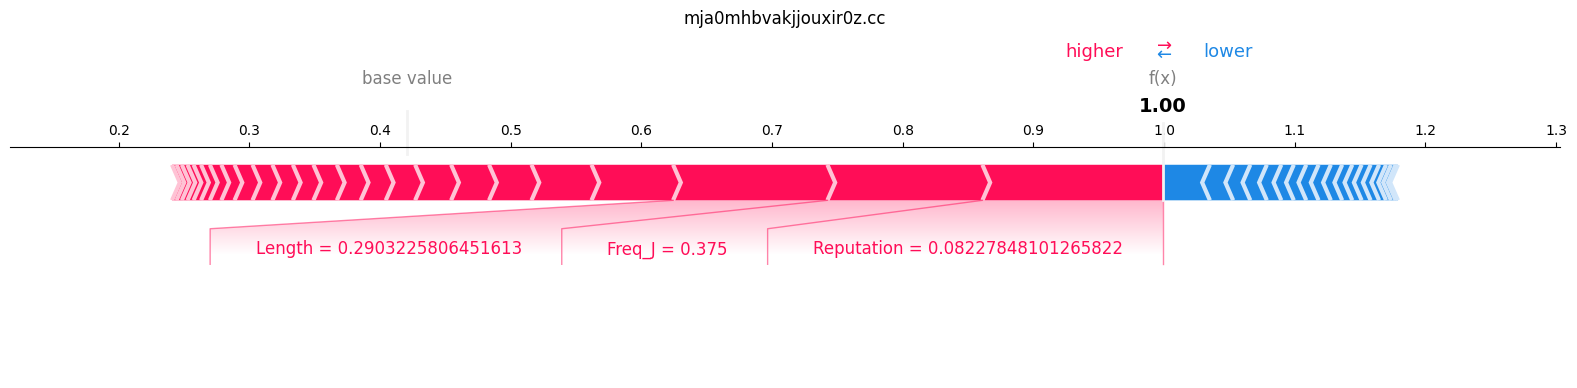 mja0mhbvakjjouxir0z.cc
higher ⇄ lower
base value f(x)
1.00
0.2 0.3 0.4 0.5 0.6 0.7 0.8 0.9 1.0 1.1 1.2 1.3
Length = 0.2903225806451613 Freq_J = 0.375 Reputation = 0.08227848101265822